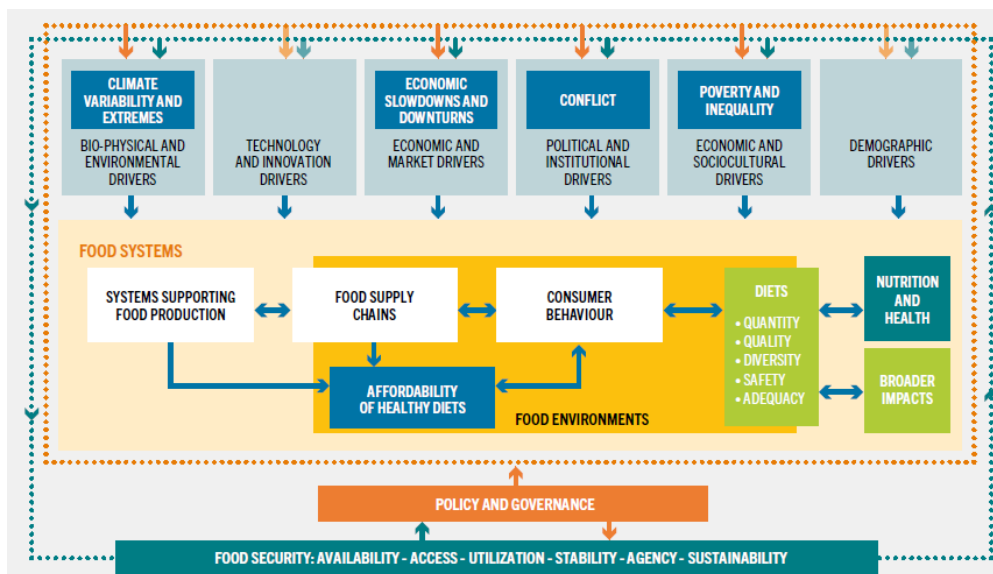 CLIMATE
VARIABILITY AND
EXTREMES
BIO-PHYSICAL AND
ENVIRONMENTAL
DRIVERS
TECHNOLOGY
AND INNOVATION
DRIVERS
ECONOMIC
SLOWDOWNS AND
DOWNTURNS
ECONOMIC AND
MARKET DRIVERS
CONFLICT
POLITICAL AND
INSTITUTIONAL
DRIVERS
POVERTY AND
INEQUALITY
ECONOMIC AND
SOCIOCULTURAL
DRIVERS
DEMOGRAPHIC
DRIVERS
FOOD SYSTEMS
SYSTEMS SUPPORTING
FOOD PRODUCTION
FOOD SUPPLY
CHAINS
CONSUMER
BEHAVIOUR
DIETS
• QUANTITY
• QUALITY
• DIVERSITY
• SAFETY
• ADEQUACY
NUTRITION
AND
HEALTH
AFFORDABILITY
OF HEALTHY DIETS
BROADER
IMPACTS
FOOD ENVIRONMENTS
POLICY AND GOVERNANCE
FOOD SECURITY: AVAILABILITY - ACCESS - UTILIZATION - STABILITY - AGENCY - SUSTAINABILITY